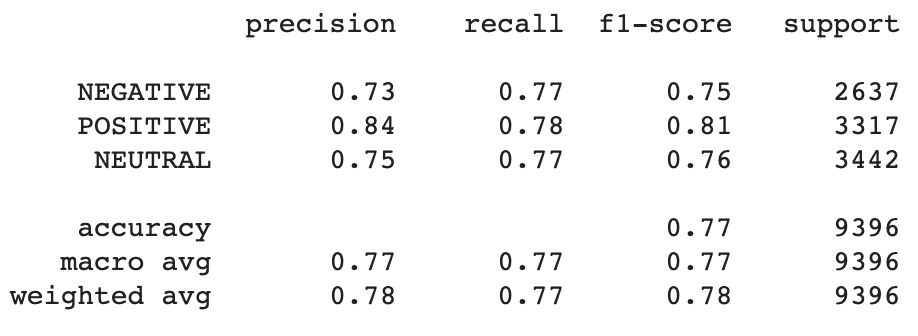 precision recall f1-score support
NEGATIVE 0.73 0.77 0.75 2637
POSITIVE 0.84 0.78 0.81 3317
NEUTRAL 0.75 0.77 0.76 3442
accuracy 0.77 9396
macro avg 0.77 0.77 0.77 9396
weighted avg 0.78 0.77 0.78 9396